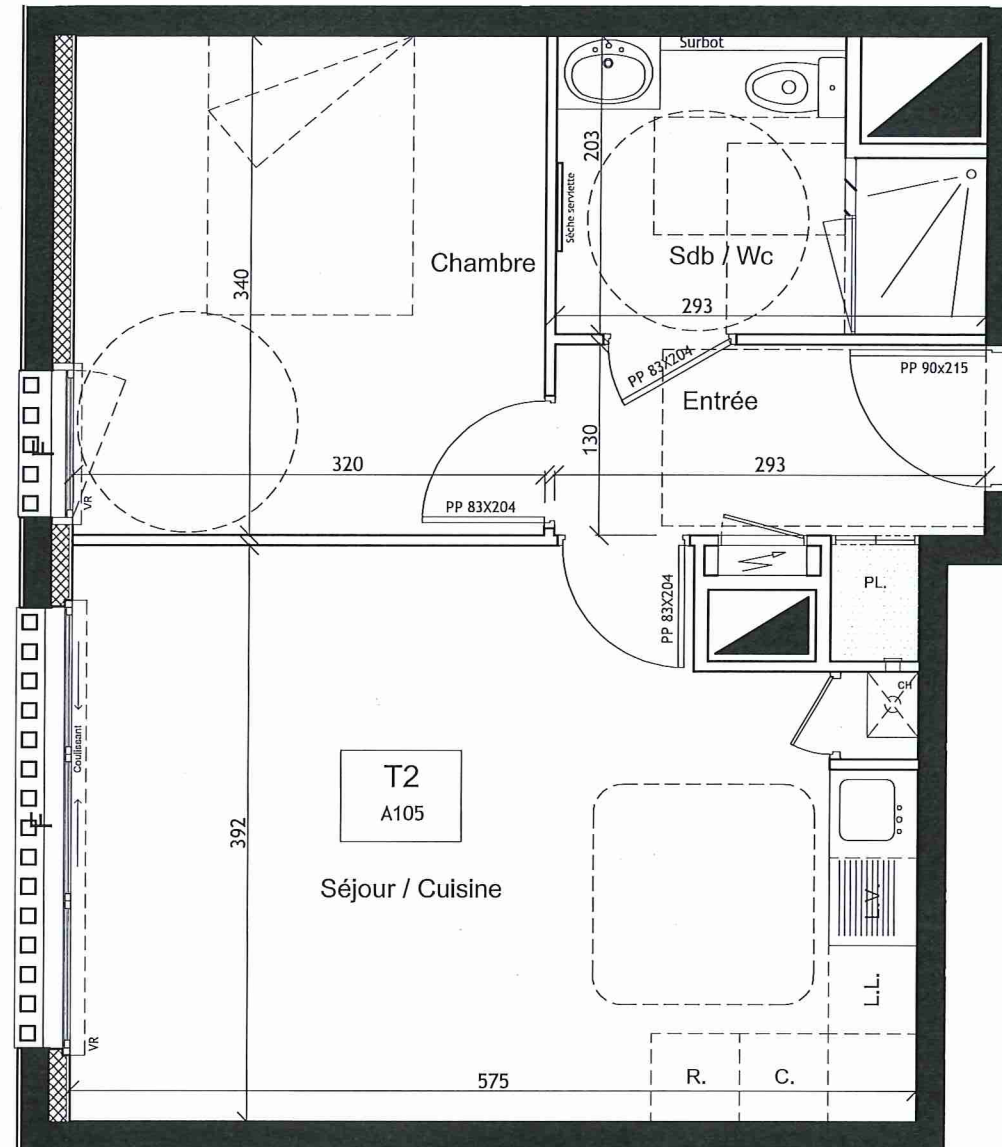 Surbot
203
Sèche serviette
Chambre
Sdb / Wc
340
293
PP 83X204
PP 90x215
Entrée
130
320
293
VR
PP 83X204
F
PP 83X204
PL.
CH
Coulissant
T2
A105
F
392
Séjour / Cuisine
L.V.
L.L.
VR
575
R.
C.